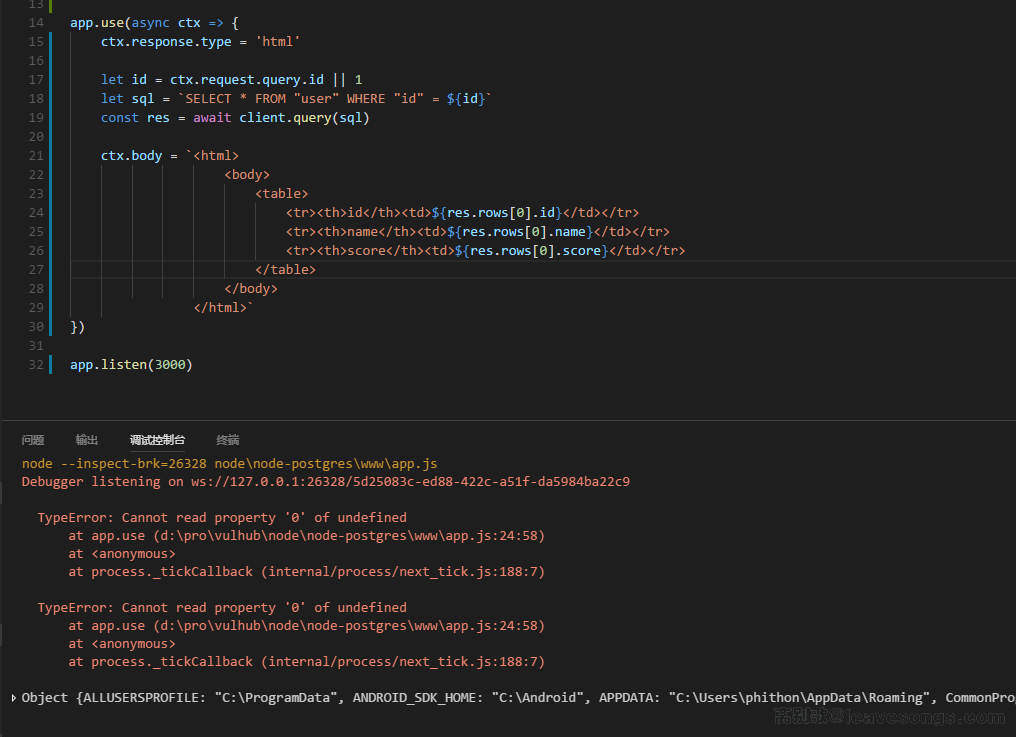 13
14 app.use(async ctx => {
15 ctx.response.type = 'html'
16
17 let id = ctx.request.query.id || 1
18 let sql = `SELECT * FROM "user" WHERE "id" = ${id}`
19 const res = await client.query(sql)
20
21 ctx.body = `<html>
22 <body>
23 <table>
24 <tr><th>id</th><td>${res.rows[0].id}</td></tr>
25 <tr><th>name</th><td>${res.rows[0].name}</td></tr>
26 <tr><th>score</th><td>${res.rows[0].score}</td></tr>
27 </table>
28 </body>
29 </html>`
30 })
31
32 app.listen(3000)
问题 输出 调试控制台 终端
node --inspect-brk=26328 node\node-postgres\www\app.js
Debugger listening on ws://127.0.0.1:26328/5d25083c-ed88-422c-a51f-da5984ba22c9
TypeError: Cannot read property '0' of undefined
at app.use (d:\pro\vulhub\node\node-postgres\www\app.js:24:58)
at <anonymous>
at process._tickCallback (internal/process/next_tick.js:188:7)
TypeError: Cannot read property '0' of undefined
at app.use (d:\pro\vulhub\node\node-postgres\www\app.js:24:58)
at <anonymous>
at process._tickCallback (internal/process/next_tick.js:188:7)
Object {ALLUSERSPROFILE: "C:\ProgramData", ANDROID_SDK_HOME: "C:\Android", APPDATA: "C:\Users\phithon\AppData\Roaming", CommonPro
@leavesongs.com